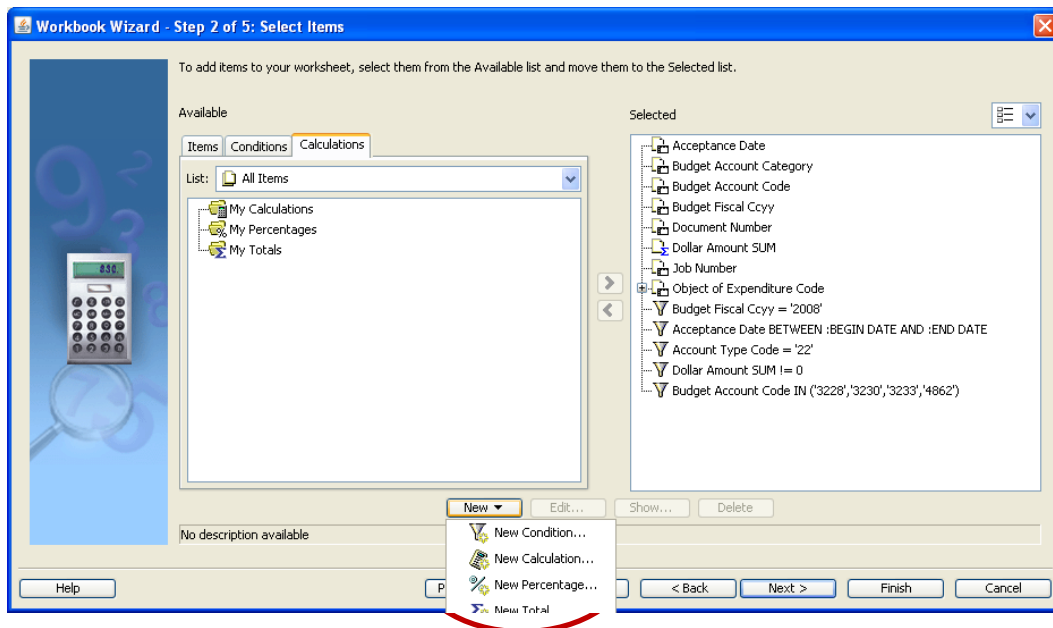 Workbook Wizard - Step 2 of 5: Select Items
To add items to your worksheet, select them from the Available list and move them to the Selected list.
Available
Selected
Items Conditions Calculations
List: All Items
My Calculations
My Percentages
My Totals
Acceptance Date
Budget Account Category
Budget Account Code
Budget Fiscal Ccyy
Document Number
Dollar Amount SUM
Job Number
Object of Expenditure Code
Budget Fiscal Ccyy = '2008'
Acceptance Date BETWEEN :BEGIN DATE AND :END DATE
Account Type Code = '22'
Dollar Amount SUM != 0
Budget Account Code IN ('3228','3230','3233','4862')
New Edit... Show... Delete
No description available
New Condition...
New Calculation...
New Percentage...
New Total
Help P < Back Next > Finish Cancel